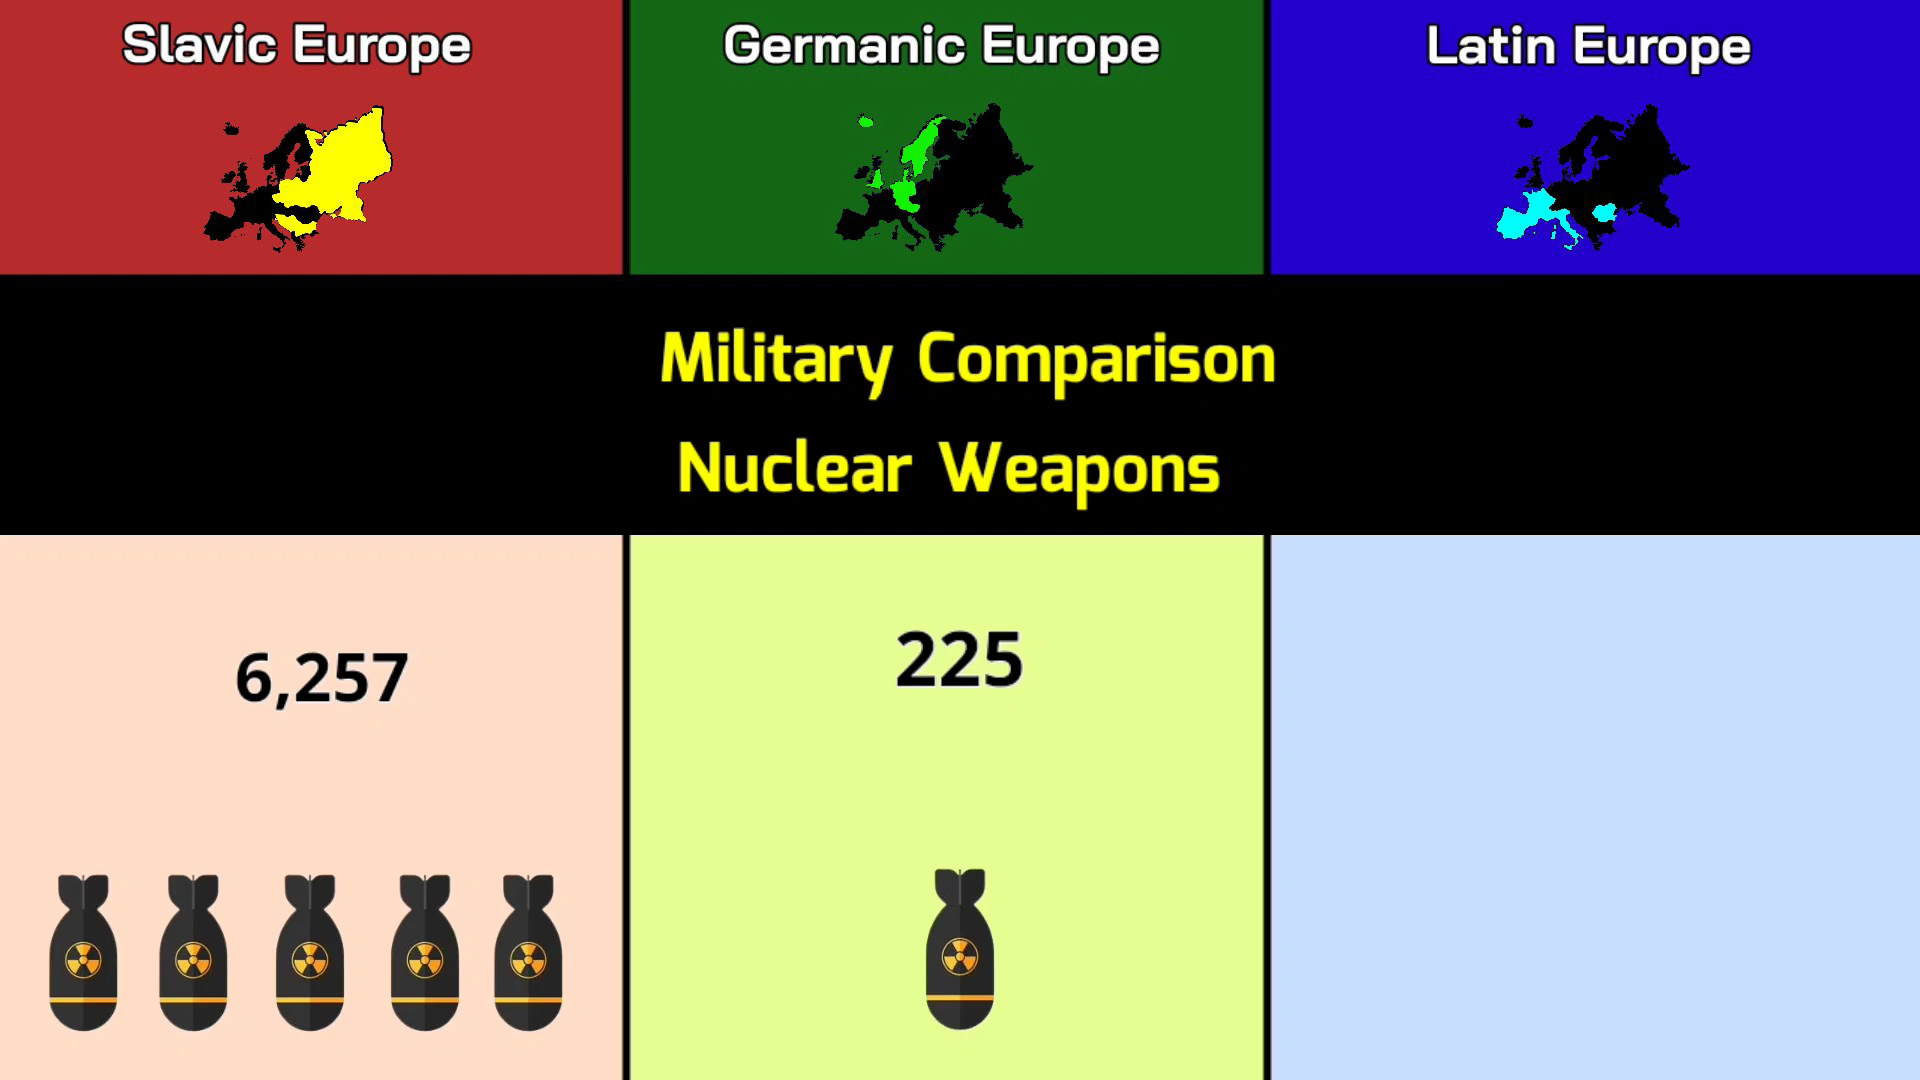 Slavic Europe
Germanic Europe
Latin Europe
Military Comparison
Nuclear Weapons
6,257
225